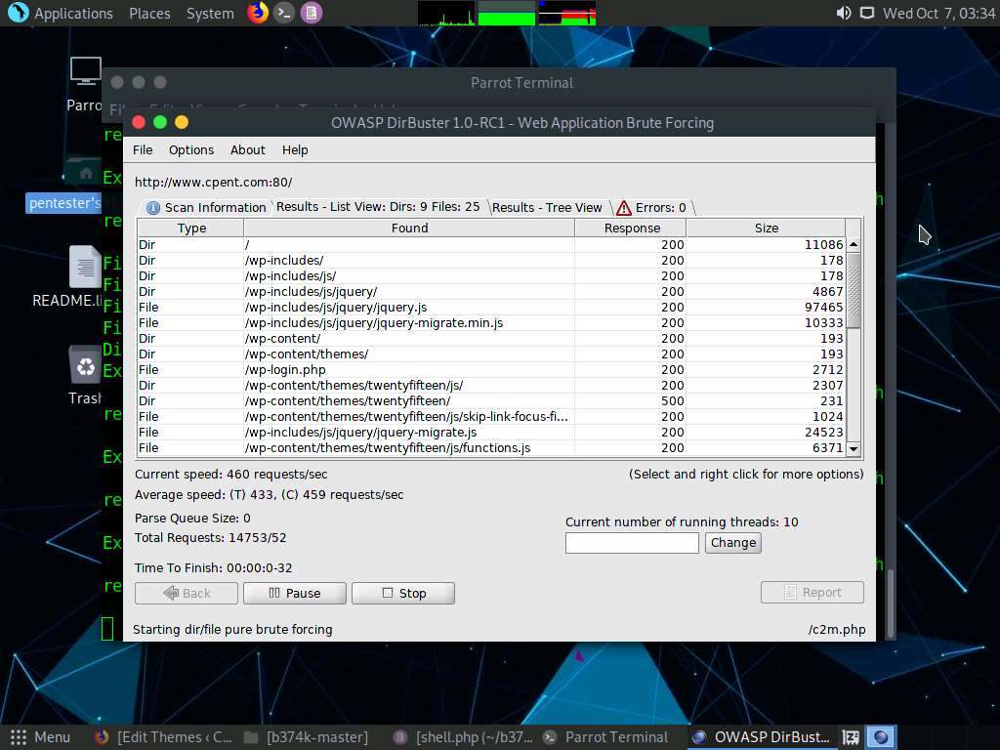 Applications Places System Wed Oct 7, 03:34
Parrot Terminal
OWASP DirBuster 1.0-RC1 - Web Application Brute Forcing
File Options About Help
http://www.cpent.com:80/
Scan Information Results - List View: Dirs: 9 Files: 25 Results - Tree View Errors: 0
Type Found Response Size
Dir / 200 11086
Dir /wp-includes/ 200 178
Dir /wp-includes/js/ 200 178
Dir /wp-includes/js/jquery/ 200 4867
File /wp-includes/js/jquery/jquery.js 200 97465
File /wp-includes/js/jquery/jquery-migrate.min.js 200 10333
Dir /wp-content/ 200 193
Dir /wp-content/themes/ 200 193
File /wp-login.php 200 2712
Dir /wp-content/themes/twentyfifteen/js/ 200 2307
Dir /wp-content/themes/twentyfifteen/ 500 231
File /wp-content/themes/twentyfifteen/js/skip-link-focus-fi... 200 1024
File /wp-includes/js/jquery/jquery-migrate.js 200 24523
File /wp-content/themes/twentyfifteen/js/functions.js 200 6371
Current speed: 460 requests/sec (Select and right click for more options)
Average speed: (T) 433, (C) 459 requests/sec
Parse Queue Size: 0
Current number of running threads: 10
Total Requests: 14753/52
Change
Time To Finish: 00:00:0-32
Back Pause Stop Report
Starting dir/file pure brute forcing /c2m.php
Parro
pentester's
README.li
Trash
re
Ex
re
Fi
Fi
Fi
Fi
Di
Ex
re
Ex
re
Ex
re
h
h
h
h
Menu [Edit Themes ‹ C... [b374k-master] [shell.php (~/b37... Parrot Terminal OWASP DirBust...